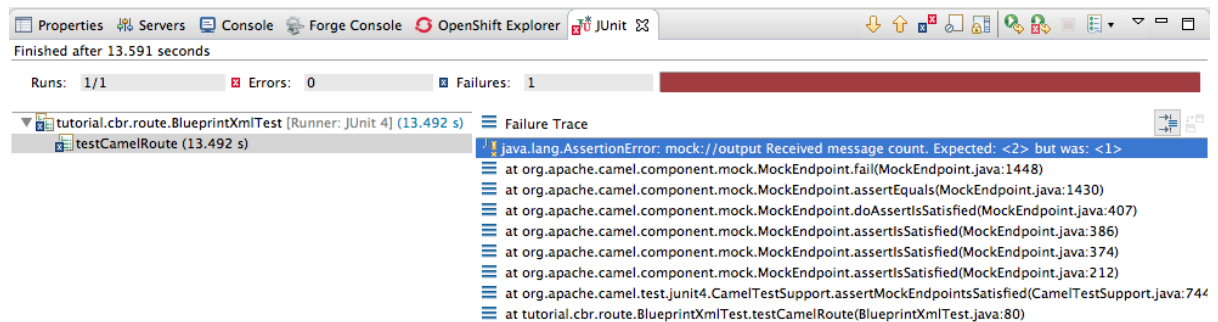 Properties Servers Console Forge Console OpenShift Explorer JUnit
Finished after 13.591 seconds
Runs: 1/1 Errors: 0 Failures: 1
tutorial.cbr.route.BlueprintXmlTest [Runner: JUnit 4] (13.492 s)
testCamelRoute (13.492 s)
Failure Trace
java.lang.AssertionError: mock://output Received message count. Expected: <2> but was: <1>
at org.apache.camel.component.mock.MockEndpoint.fail(MockEndpoint.java:1448)
at org.apache.camel.component.mock.MockEndpoint.assertEquals(MockEndpoint.java:1430)
at org.apache.camel.component.mock.MockEndpoint.doAssertIsSatisfied(MockEndpoint.java:407)
at org.apache.camel.component.mock.MockEndpoint.assertIsSatisfied(MockEndpoint.java:386)
at org.apache.camel.component.mock.MockEndpoint.assertIsSatisfied(MockEndpoint.java:374)
at org.apache.camel.component.mock.MockEndpoint.assertIsSatisfied(MockEndpoint.java:212)
at org.apache.camel.test.junit4.CamelTestSupport.assertMockEndpointsSatisfied(CamelTestSupport.java:744
at tutorial.cbr.route.BlueprintXmlTest.testCamelRoute(BlueprintXmlTest.java:80)